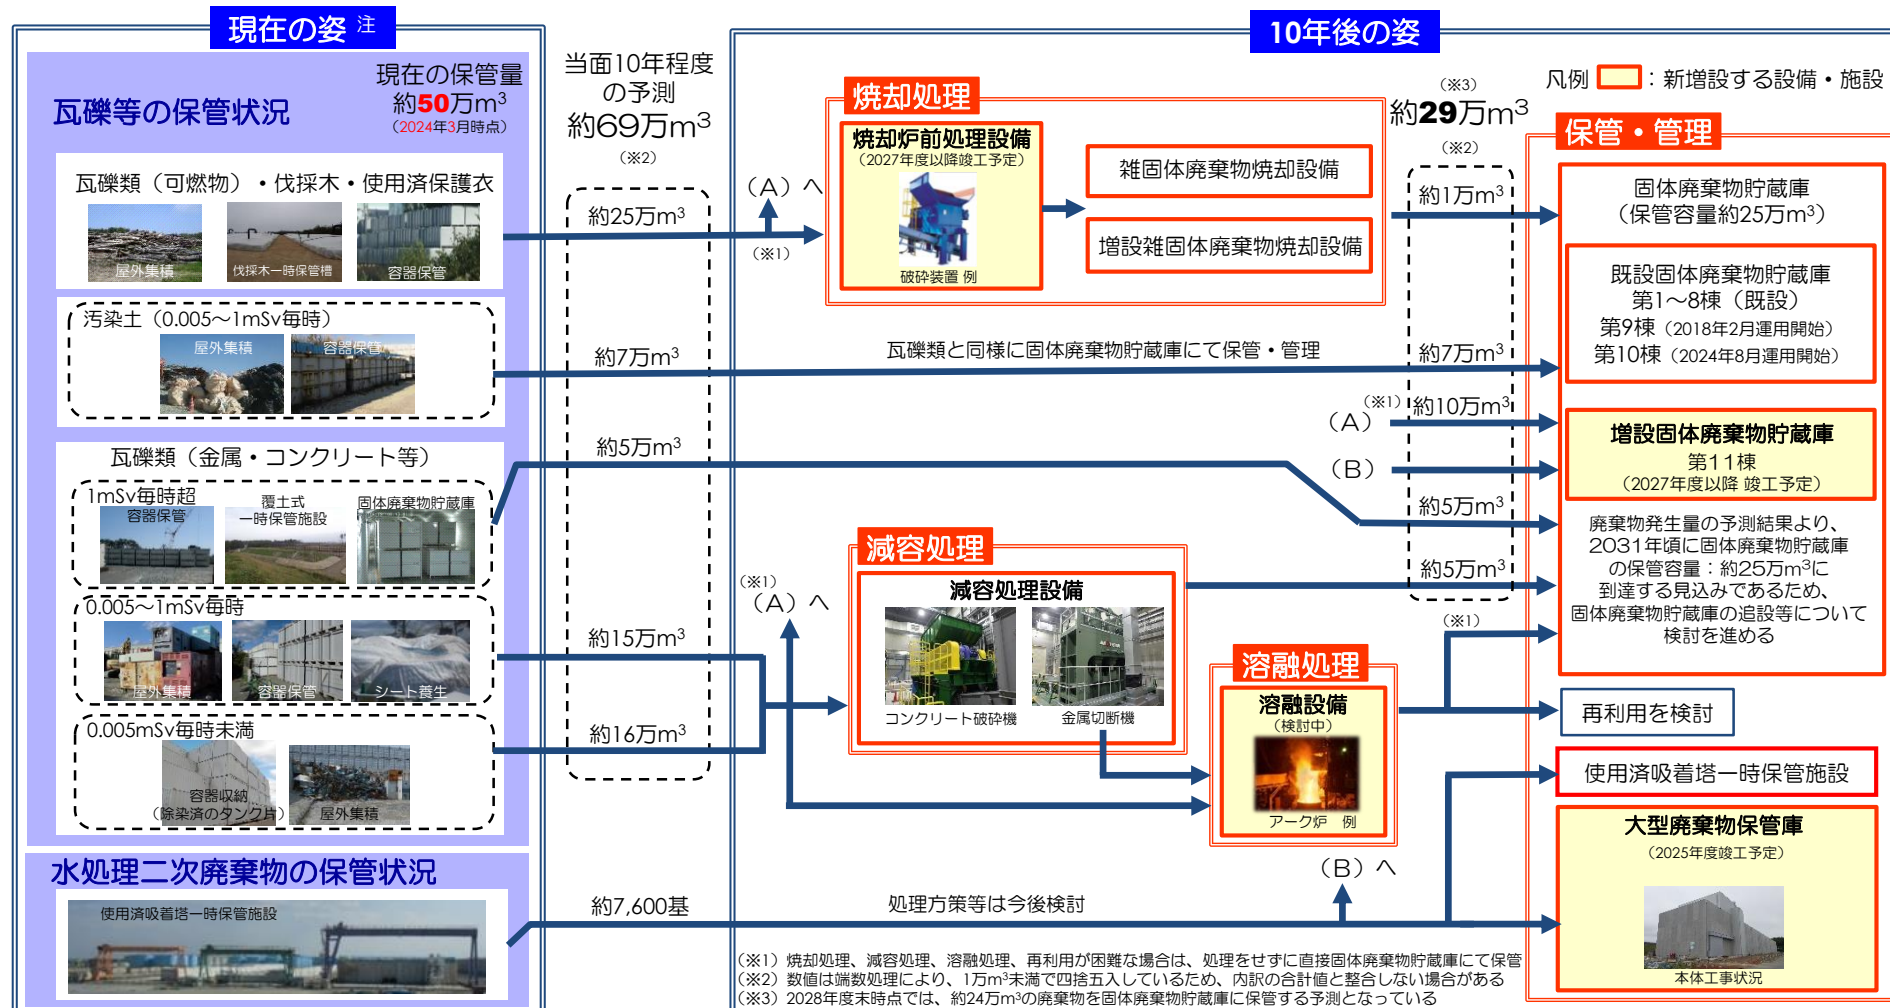 現在の姿 注
瓦礫等の保管状況
現在の保管量
約50万m³
（2024年3月時点）
瓦礫類（可燃物）・伐採木・使用済保護衣
屋外集積
伐採木一時保管槽
容器保管
汚染土（0.005～1mSv毎時）
屋外集積
容器保管
瓦礫類（金属・コンクリート等）
1mSv毎時超
容器保管
覆土式
一時保管施設
固体廃棄物貯蔵庫
0.005～1mSv毎時
屋外集積
容器保管
シート養生
0.005mSv毎時未満
容器収納
（除染済のタンク片）
屋外集積
水処理二次廃棄物の保管状況
使用済吸着塔一時保管施設
当面10年程度
の予測
約69万m³
（※2）
約25万m³
約7万m³
約5万m³
約15万m³
約16万m³
約7,600基
10年後の姿
凡例 ：新増設する設備・施設
（A）へ
（※1）
焼却処理
焼却炉前処理設備
（2027年度以降竣工予定）
破砕装置 例
雑固体廃棄物焼却設備
増設雑固体廃棄物焼却設備
瓦礫類と同様に固体廃棄物貯蔵庫にて保管・管理
（※1）
（A）へ
減容処理
減容処理設備
コンクリート破砕機
金属切断機
溶融処理
溶融設備
（検討中）
アーク炉 例
処理方策等は今後検討
（B）へ
（※3）
約29万m³
（※2）
約1万m³
約7万m³
（A）
（※1）
約10万m³
（B）
約5万m³
約5万m³
（※1）
保管・管理
固体廃棄物貯蔵庫
（保管容量約25万m³）
既設固体廃棄物貯蔵庫
第1～8棟（既設）
第9棟（2018年2月運用開始）
第10棟（2024年8月運用開始）
増設固体廃棄物貯蔵庫
第11棟
（2027年度以降 竣工予定）
廃棄物発生量の予測結果より、
2031年頃に固体廃棄物貯蔵庫
の保管容量：約25万m³に
到達する見込みであるため、
固体廃棄物貯蔵庫の追設等について
検討を進める
再利用を検討
使用済吸着塔一時保管施設
大型廃棄物保管庫
（2025年度竣工予定）
本体工事状況
（※1）焼却処理、減容処理、溶融処理、再利用が困難な場合は、処理をせずに直接固体廃棄物貯蔵庫にて保管
（※2）数値は端数処理により、1万m³未満で四捨五入しているため、内訳の合計値と整合しない場合がある
（※3）2028年度末時点では、約24万m³の廃棄物を固体廃棄物貯蔵庫に保管する予測となっている